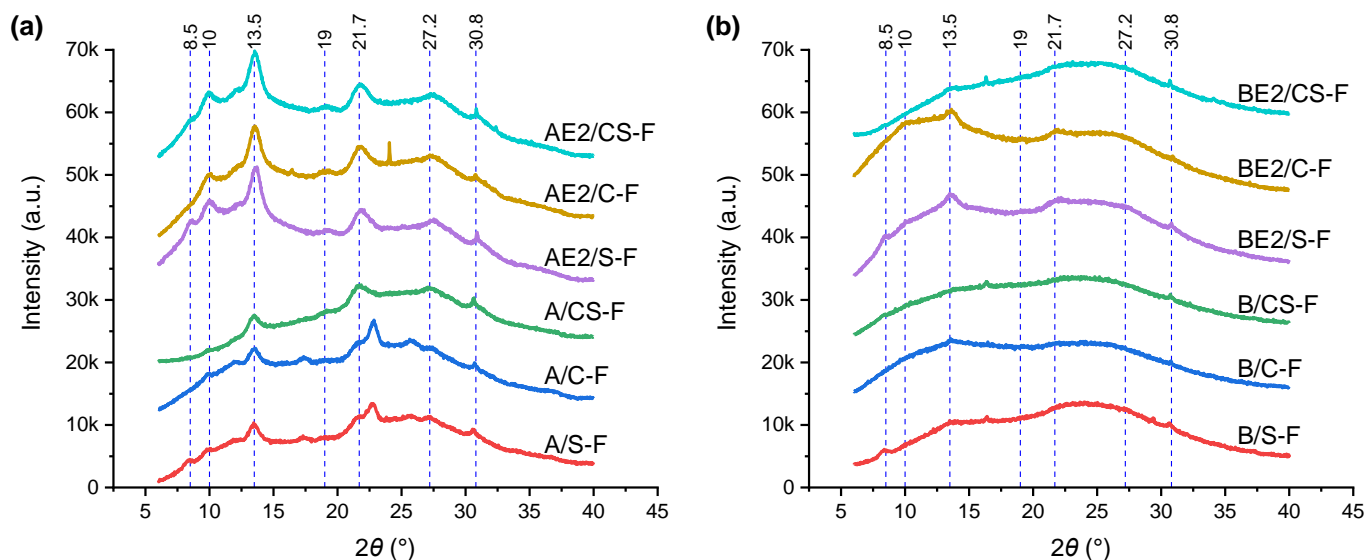 (a)
8.5
10
13.5
19
21.7
27.2
30.8
70k
60k
50k
40k
30k
20k
10k
0
Intensity (a.u.)
AE2/CS-F
AE2/C-F
AE2/S-F
A/CS-F
A/C-F
A/S-F
5
10
15
20
25
30
35
40
45
2θ (°)
(b)
8.5
10
13.5
19
21.7
27.2
30.8
70k
60k
50k
40k
30k
20k
10k
0
Intensity (a.u.)
BE2/CS-F
BE2/C-F
BE2/S-F
B/CS-F
B/C-F
B/S-F
5
10
15
20
25
30
35
40
45
2θ (°)